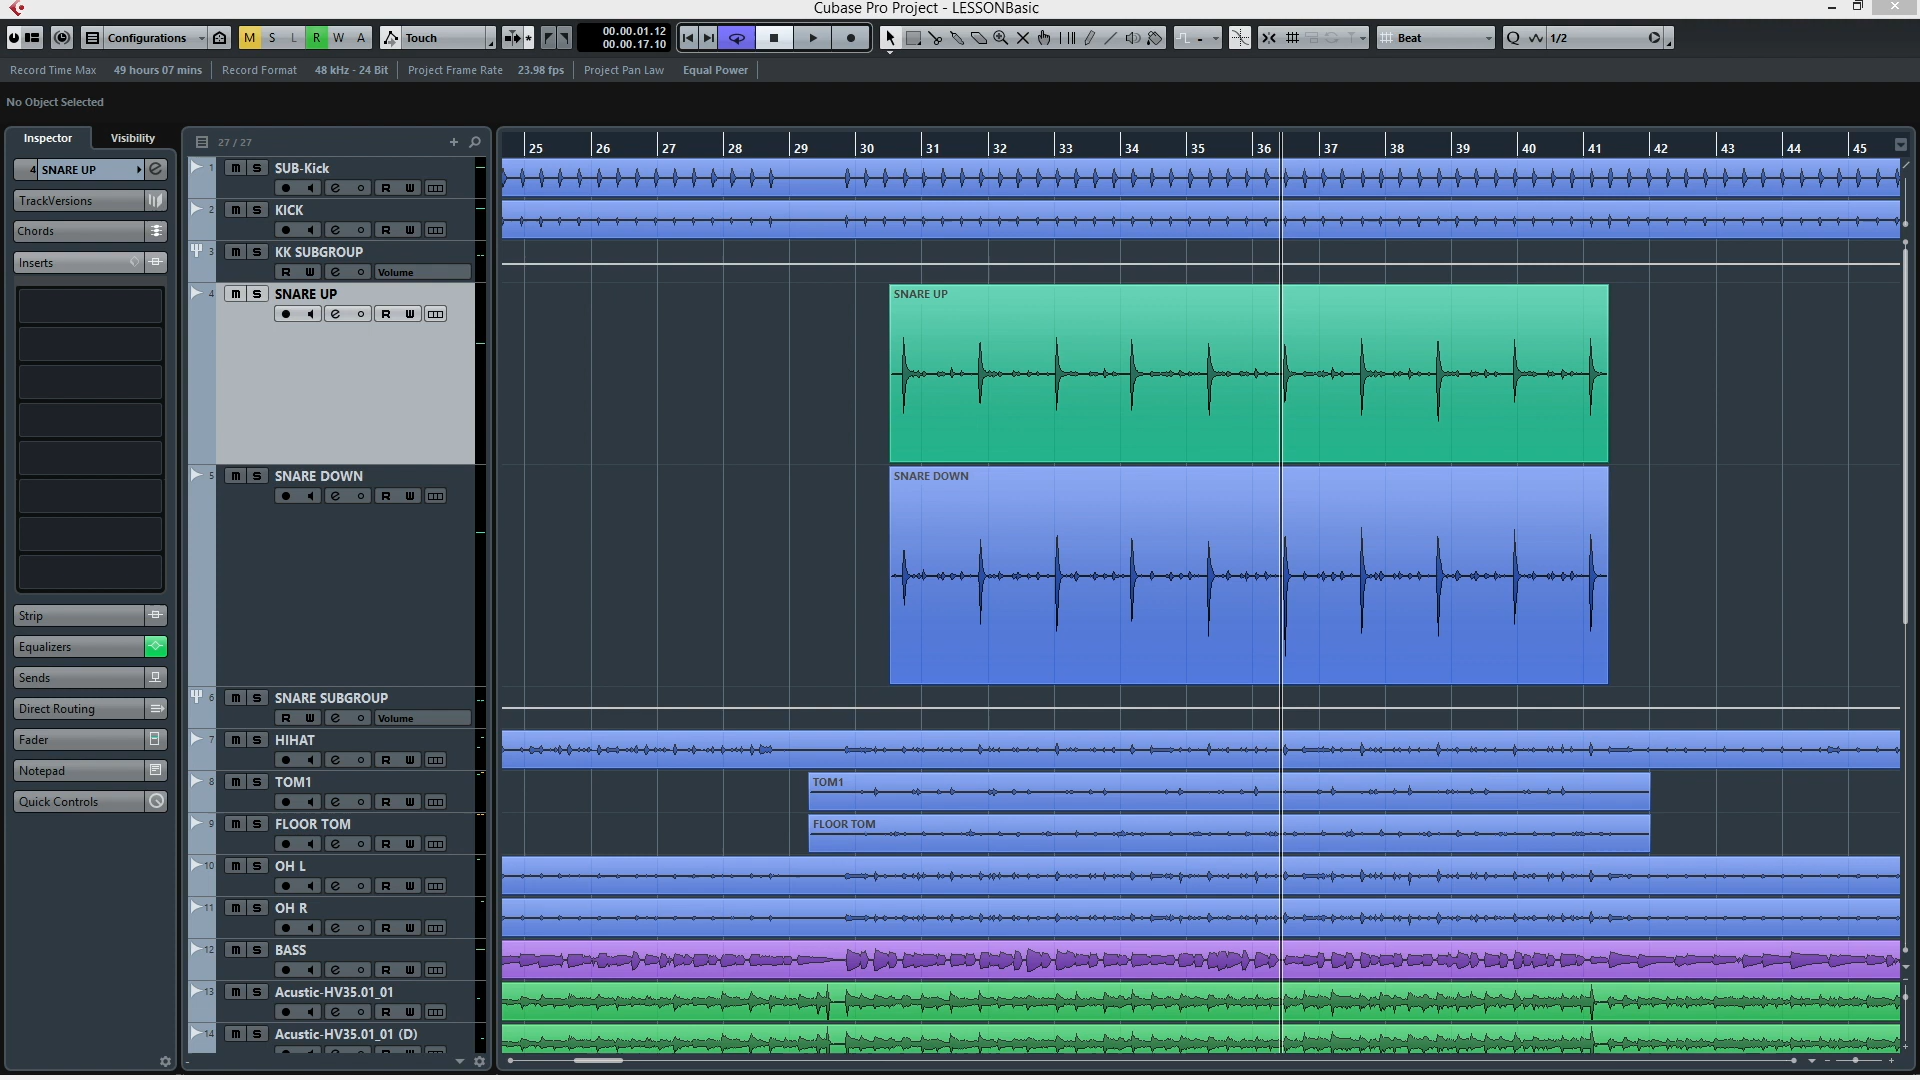 Cubase Pro Project - LESSONBasic
Configurations M S L R W A Touch 00.00.01.12 Beat Q 1/2
00.00.17.10
Record Time Max 49 hours 07 mins Record Format 48 kHz - 24 Bit Project Frame Rate 23.98 fps Project Pan Law Equal Power
No Object Selected
Inspector Visibility 27 / 27
25 26 27 28 29 30 31 32 33 34 35 36 37 38 39 40 41 42 43 44 45
4 SNARE UP
TrackVersions
Chords
Inserts
Strip
Equalizers
Sends
Direct Routing
Fader
Notepad
Quick Controls
1 m S SUB-Kick
e R W
2 m S KICK
e R W
3 m S KK SUBGROUP
R W e Volume
4 m S SNARE UP
e R W
5 m S SNARE DOWN
e R W
6 m S SNARE SUBGROUP
R W e Volume
7 m S HIHAT
e R W
8 m S TOM1
e R W
9 m S FLOOR TOM
e R W
10 m S OH L
e R W
11 m S OH R
e R W
12 m S BASS
e R W
13 m S Acustic-HV35.01_01
e R W
14 m S Acustic-HV35.01_01 (D)
SNARE UP
SNARE DOWN
TOM1
FLOOR TOM